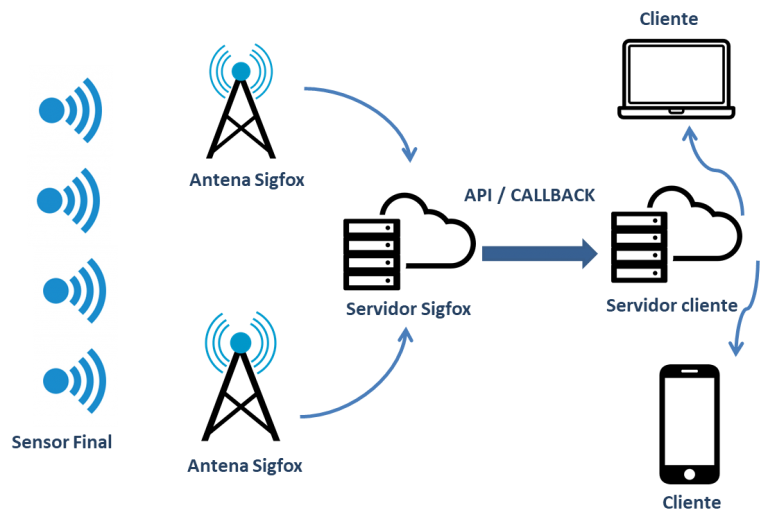 Cliente
Antena Sigfox
API / CALLBACK
Servidor Sigfox
Servidor cliente
Sensor Final
Antena Sigfox
Cliente